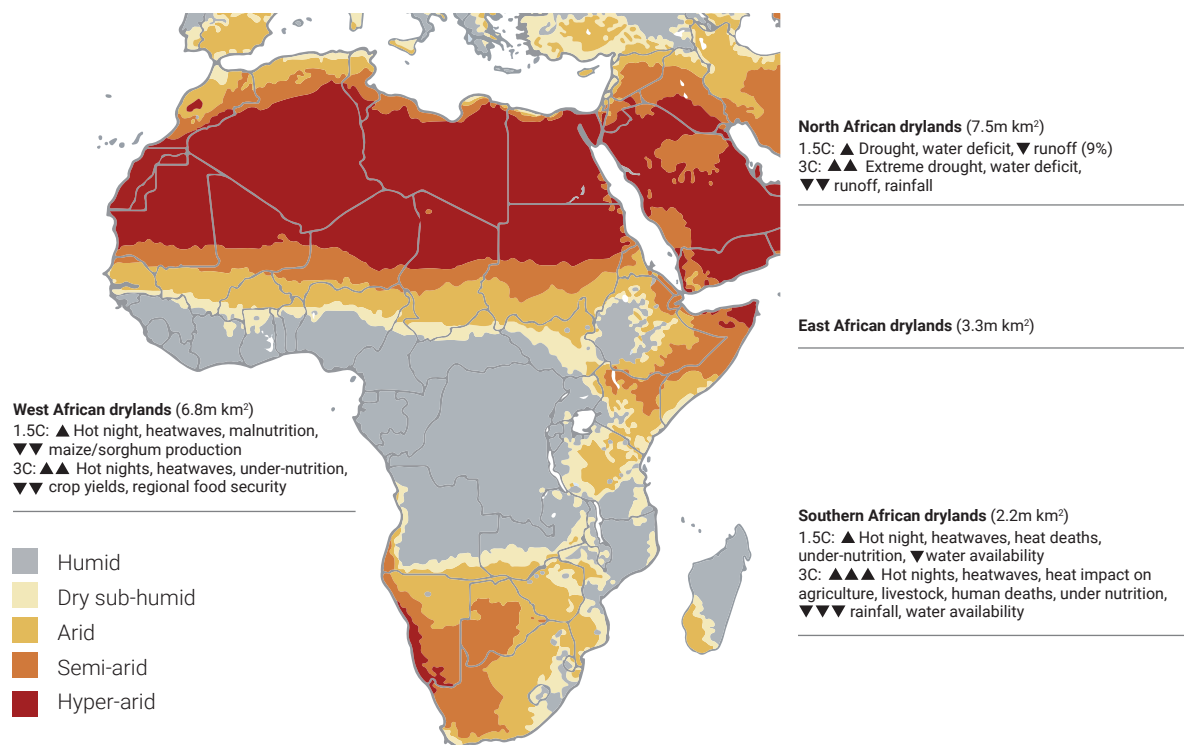 North African drylands (7.5m km²)
1.5C: ▲ Drought, water deficit, ▼ runoff (9%)
3C: ▲▲ Extreme drought, water deficit,
▼▼ runoff, rainfall
East African drylands (3.3m km²)
West African drylands (6.8m km²)
1.5C: ▲ Hot night, heatwaves, malnutrition,
▼▼ maize/sorghum production
3C: ▲▲ Hot nights, heatwaves, under-nutrition,
▼▼ crop yields, regional food security
Southern African drylands (2.2m km²)
1.5C: ▲ Hot night, heatwaves, heat deaths,
under-nutrition, ▼ water availability
3C: ▲▲▲ Hot nights, heatwaves, heat impact on
agriculture, livestock, human deaths, under nutrition,
▼▼▼ rainfall, water availability
Humid
Dry sub-humid
Arid
Semi-arid
Hyper-arid